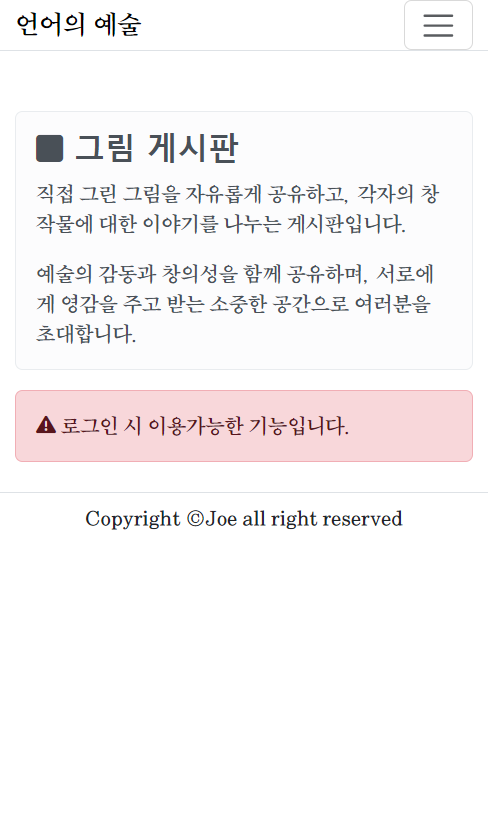 언어의 예술
그림 게시판
직접 그린 그림을 자유롭게 공유하고, 각자의 창
작물에 대한 이야기를 나누는 게시판입니다.
예술의 감동과 창의성을 함께 공유하며, 서로에
게 영감을 주고 받는 소중한 공간으로 여러분을
초대합니다.
로그인 시 이용가능한 기능입니다.
Copyright ©Joe all right reserved